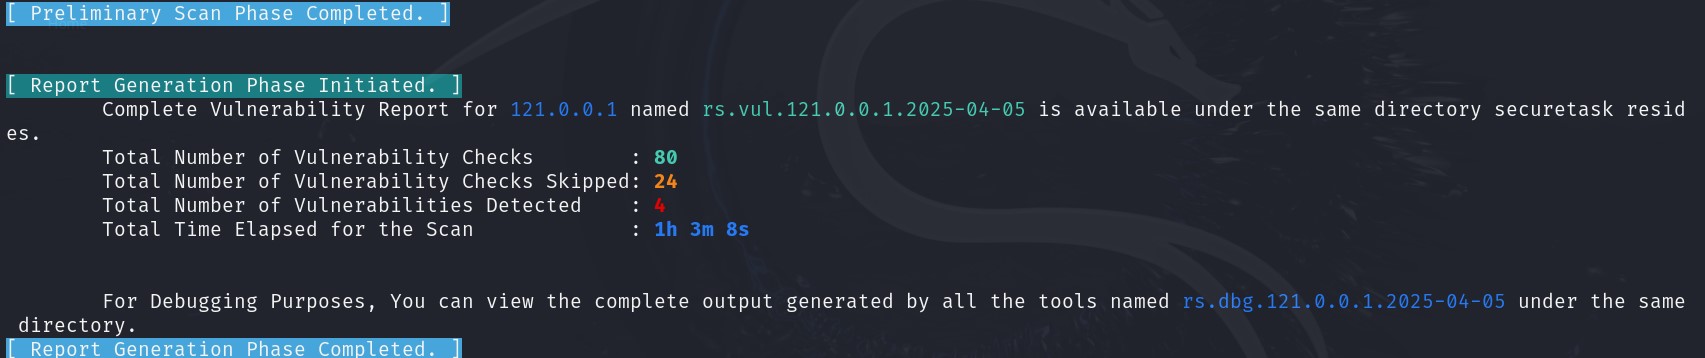 [ Preliminary Scan Phase Completed. ]
[ Report Generation Phase Initiated. ]
Complete Vulnerability Report for 121.0.0.1 named rs.vul.121.0.0.1.2025-04-05 is available under the same directory securetask resid
es.
Total Number of Vulnerability Checks        : 80
Total Number of Vulnerability Checks Skipped: 24
Total Number of Vulnerabilities Detected    : 4
Total Time Elapsed for the Scan             : 1h 3m 8s
For Debugging Purposes, You can view the complete output generated by all the tools named rs.dbg.121.0.0.1.2025-04-05 under the same
directory.
[ Report Generation Phase Completed. ]